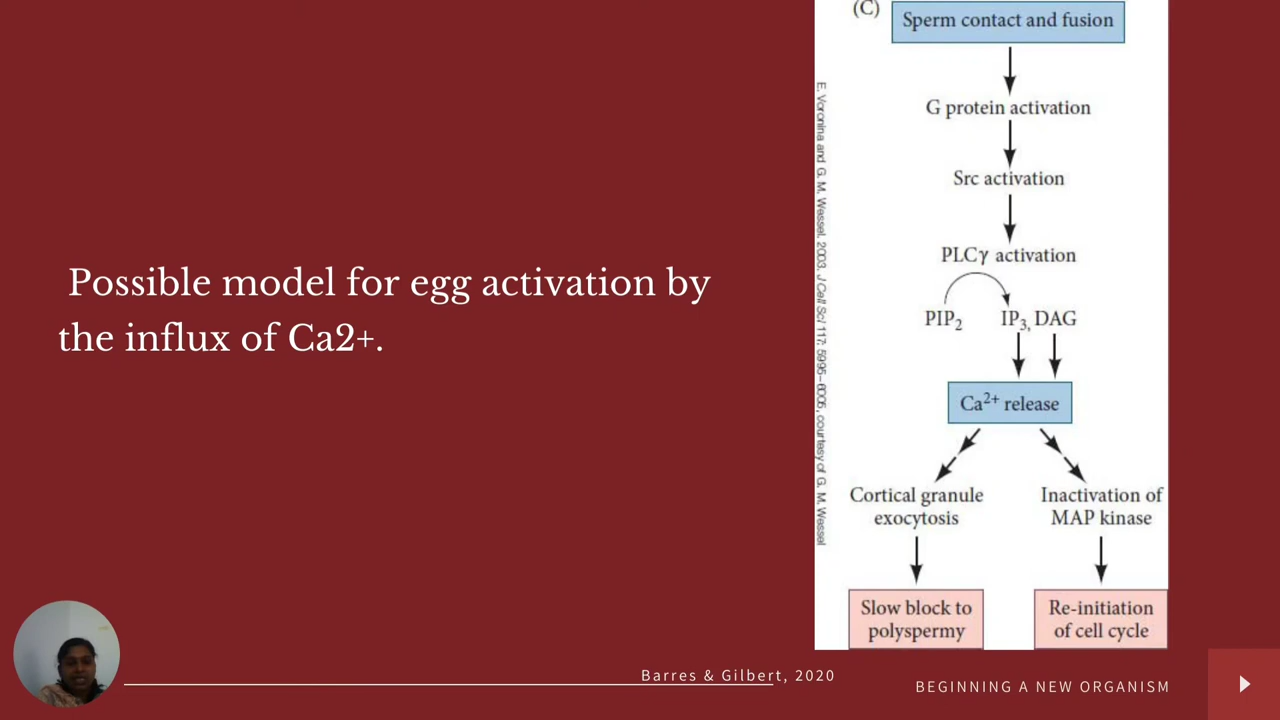 (C)
Sperm contact and fusion
G protein activation
Src activation
PLCγ activation
PIP2 IP3, DAG
Ca2+ release
Cortical granule
exocytosis
Inactivation of
MAP kinase
Slow block to
polyspermy
Re-initiation
of cell cycle
E. Voronina and G. M. Wessel. 2003. J Cell Sci 117: 5995–6005, courtesy of G. M. Wessel
Possible model for egg activation by
the influx of Ca2+.
Barres & Gilbert, 2020
BEGINNING A NEW ORGANISM